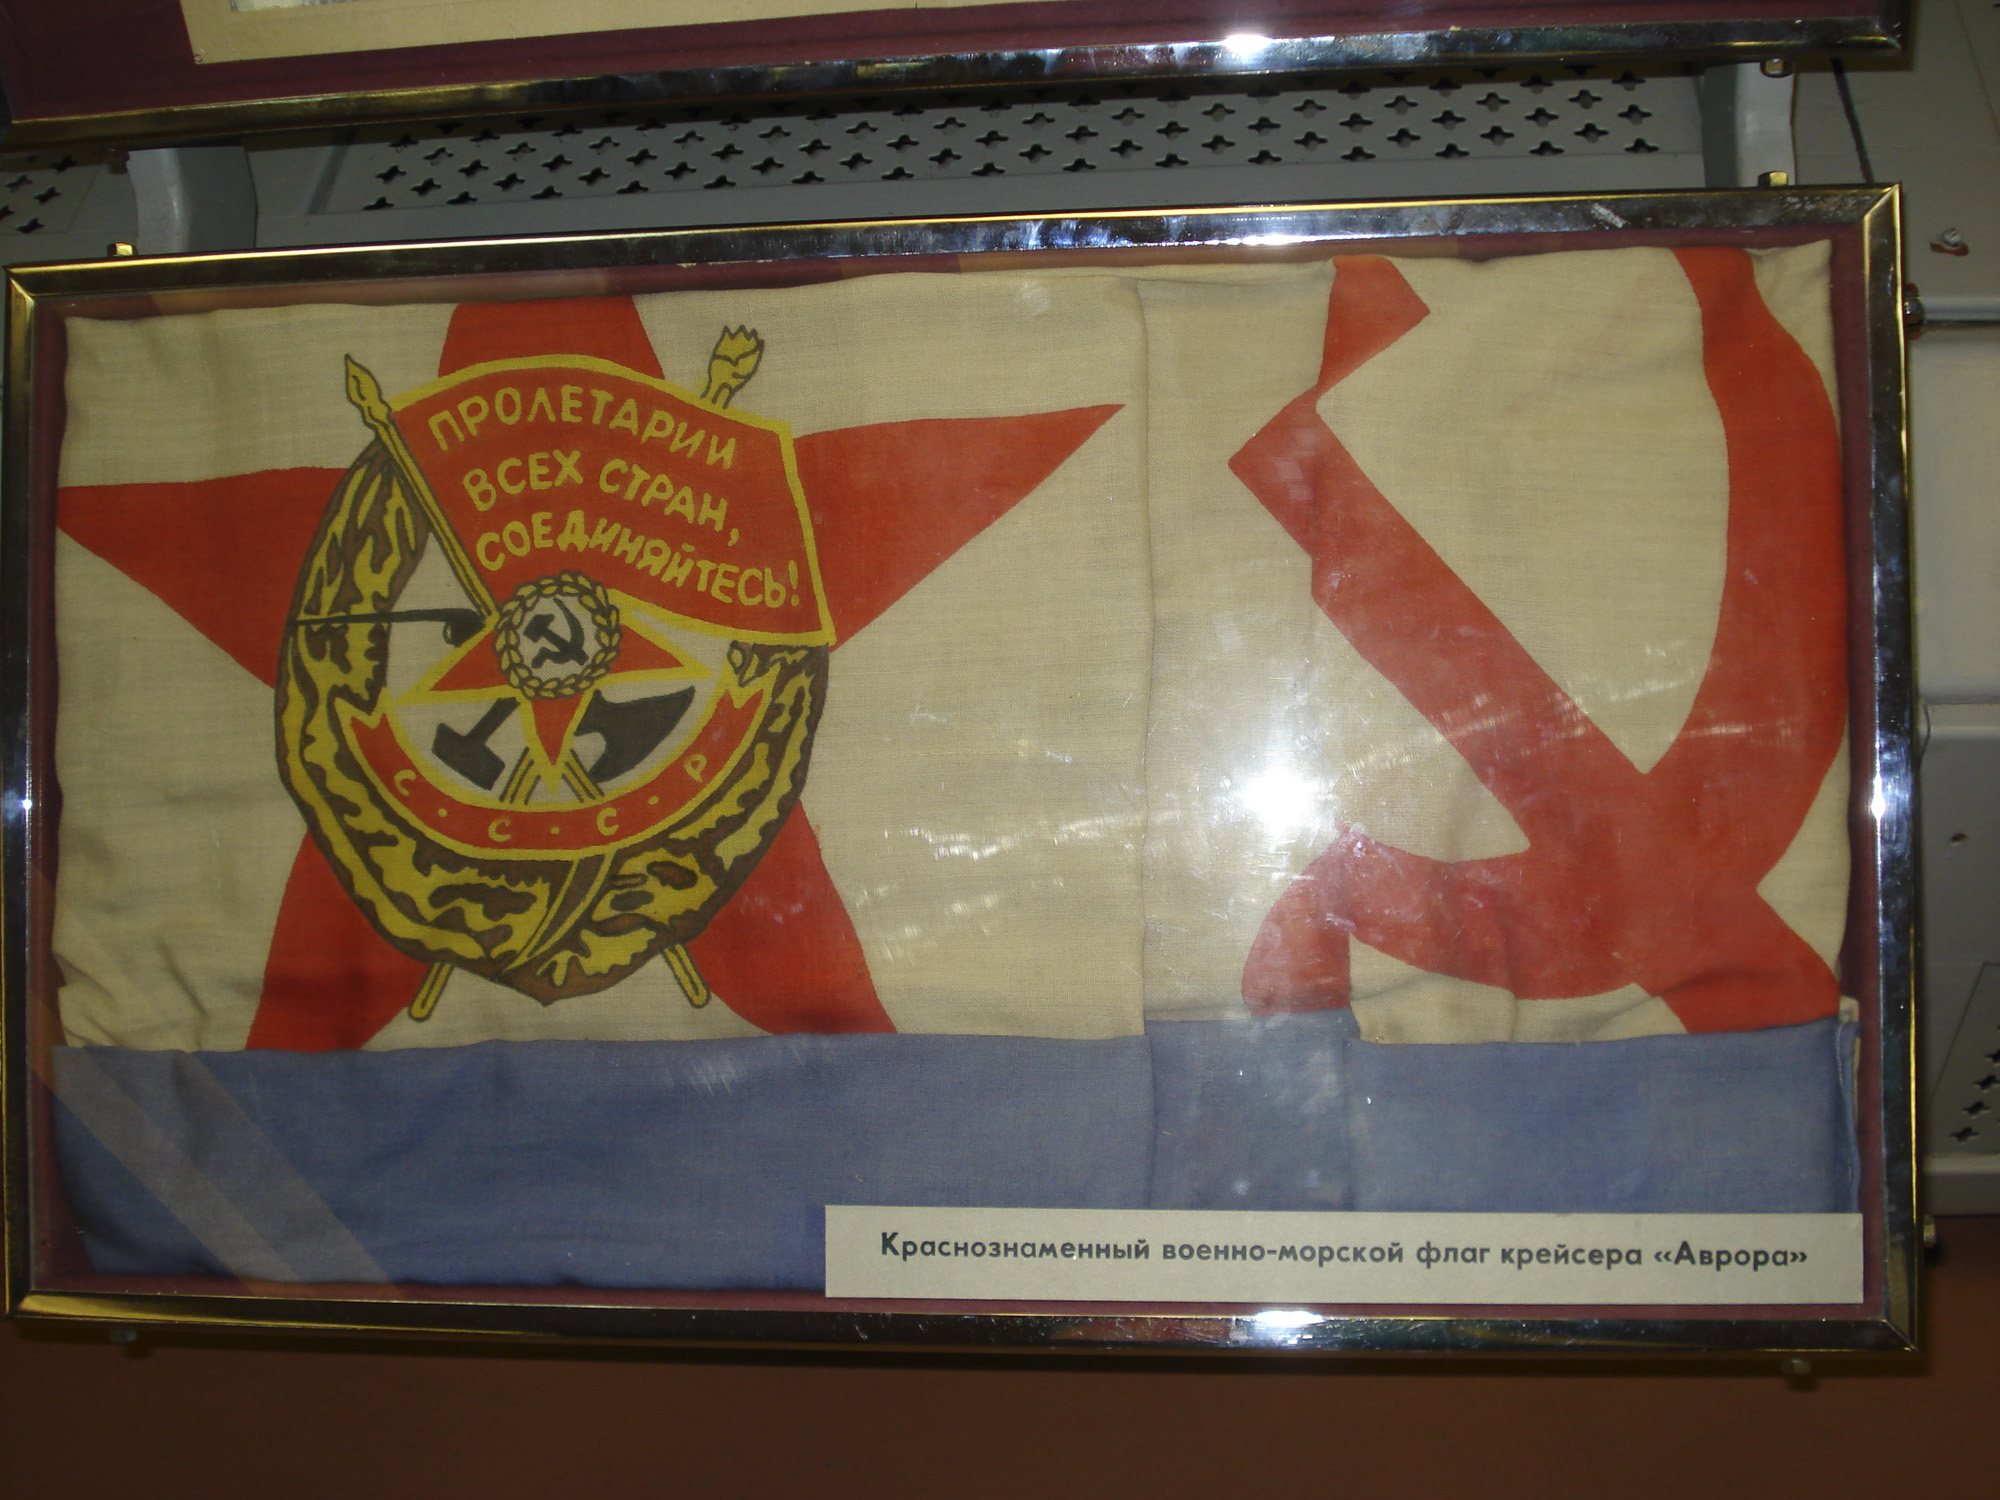 ПРОЛЕТАРИИ
ВСЕХ СТРАН,
СОЕДИНЯЙТЕСЬ!
С · С · С · Р
Краснознаменный военно-морской флаг крейсера «Аврора»